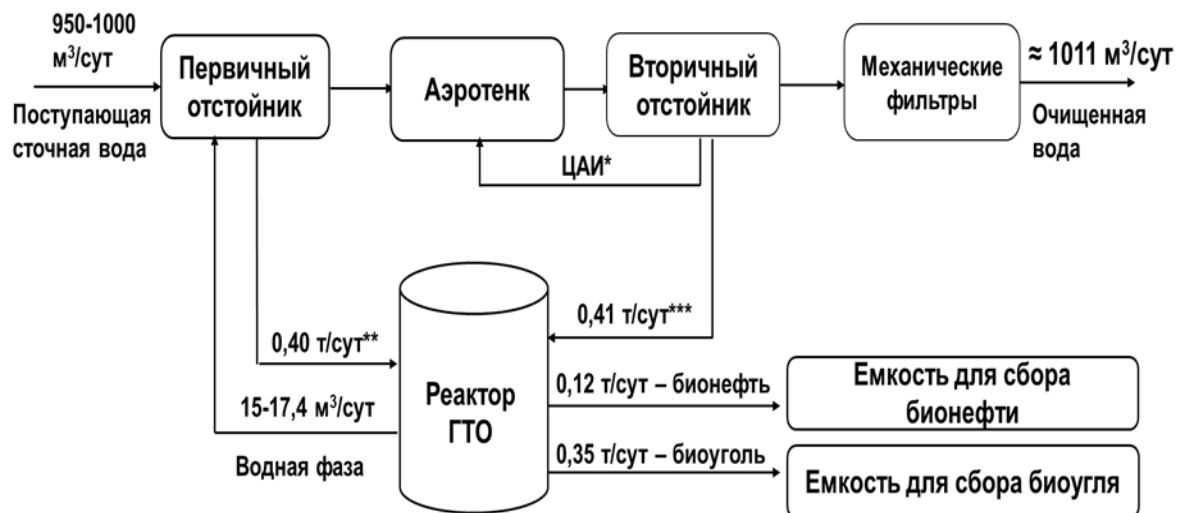 950-1000
м³/сут
Поступающая
сточная вода
Первичный
отстойник
Аэротенк
Вторичный
отстойник
Механические
фильтры
≈ 1011 м³/сут
Очищенная
вода
ЦАИ*
0,40 т/сут**
0,41 т/сут***
15-17,4 м³/сут
Водная фаза
Реактор
ГТО
0,12 т/сут – бионефть
Емкость для сбора
бионефти
0,35 т/сут – биоуголь
Емкость для сбора биоугля